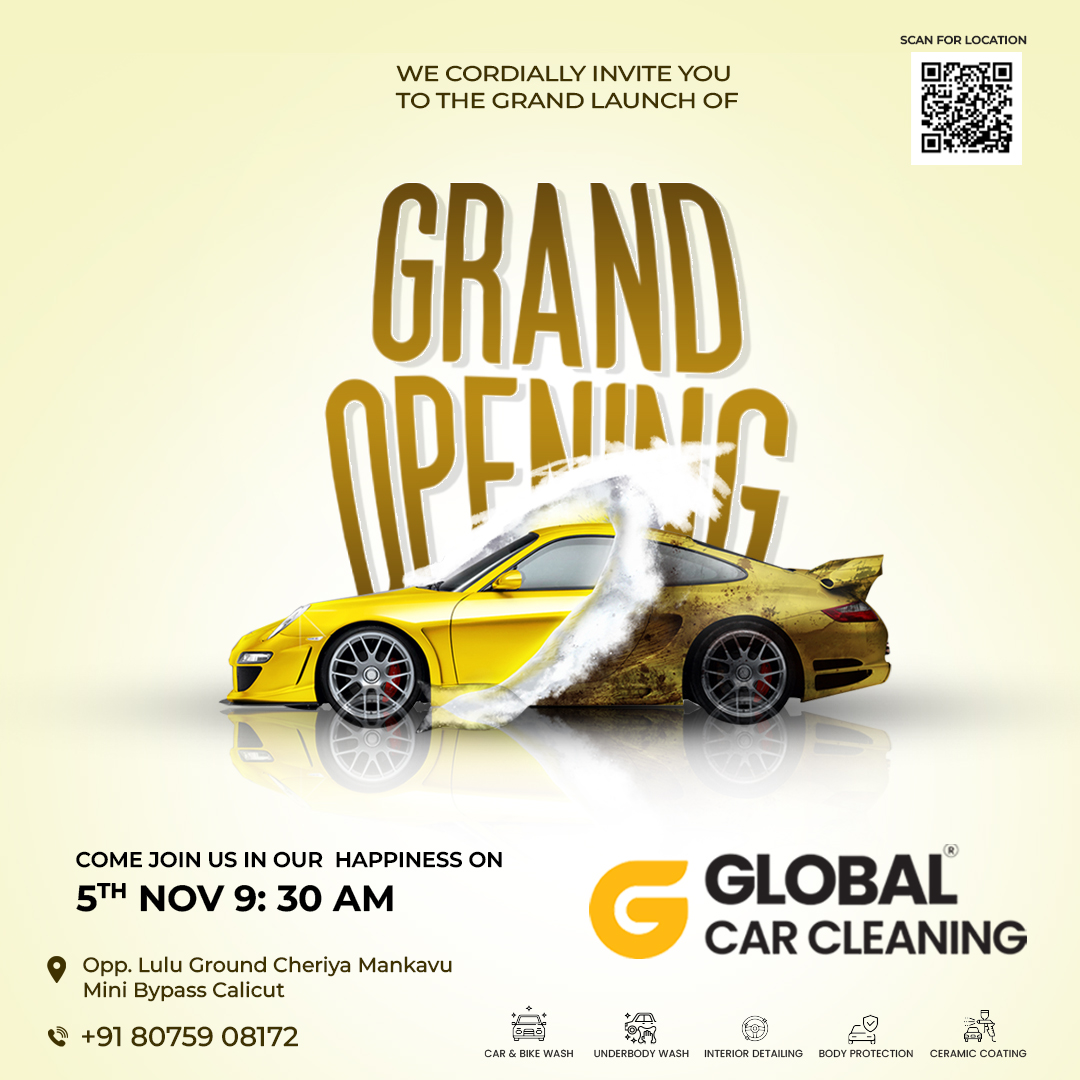 SCAN FOR LOCATION
WE CORDIALLY INVITE YOU
TO THE GRAND LAUNCH OF
GRAND
OPENING
COME JOIN US IN OUR HAPPINESS ON
5TH NOV 9: 30 AM
Opp. Lulu Ground Cheriya Mankavu
Mini Bypass Calicut
+91 80759 08172
GLOBAL®
CAR CLEANING
CAR & BIKE WASH
UNDERBODY WASH
INTERIOR DETAILING
BODY PROTECTION
CERAMIC COATING